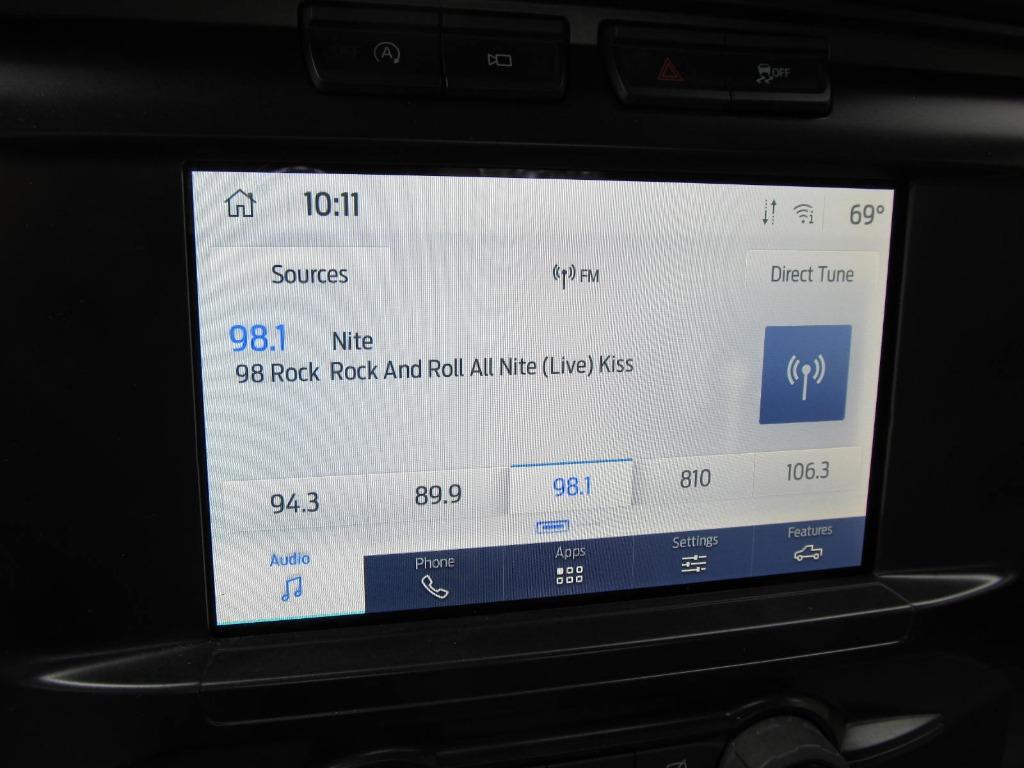 A
OFF
10:11
69°
Sources
FM
Direct Tune
98.1
Nite
98 Rock Rock And Roll All Nite (Live) Kiss
94.3
89.9
98.1
810
106.3
Audio
Phone
Apps
Settings
Features